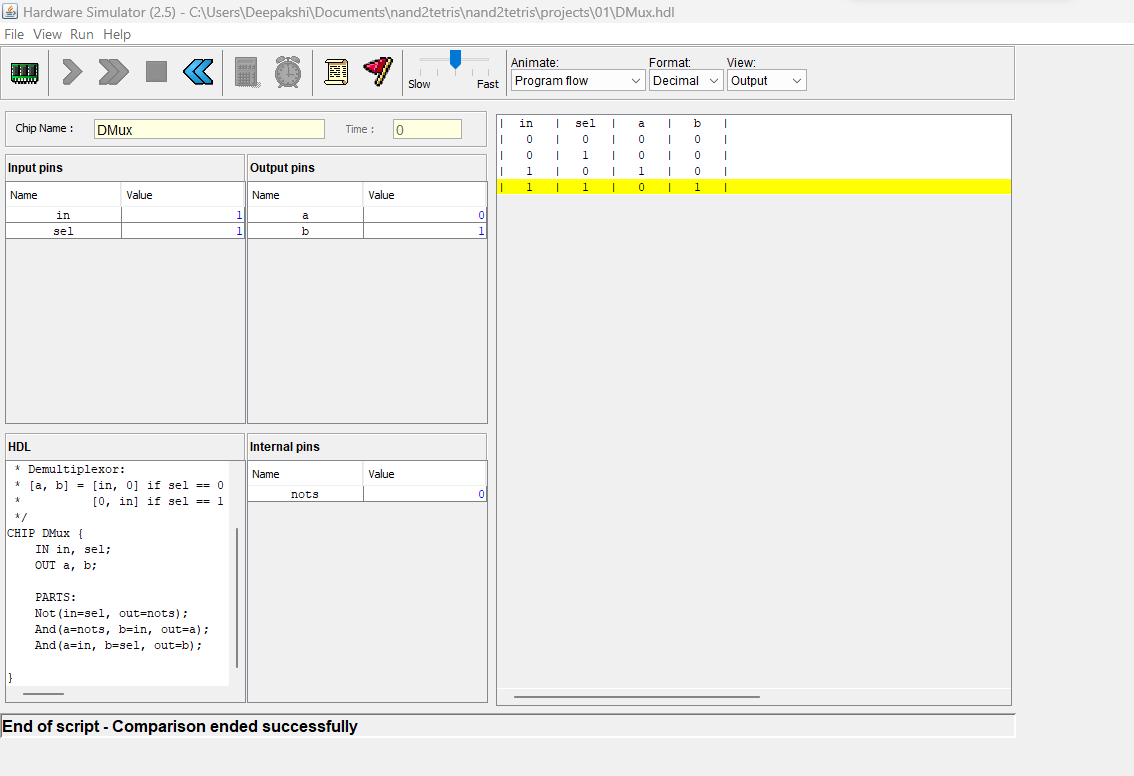 Hardware Simulator (2.5) - C:\Users\Deepakshi\Documents\nand2tetris\nand2tetris\projects\01\DMux.hdl
File View Run Help
Slow Fast
Animate: Format: View:
Program flow Decimal Output
Chip Name : DMux Time : 0
Input pins
Name Value
in 1
sel 1
Output pins
Name Value
a 0
b 1
| in | sel | a | b |
| 0 | 0 | 0 | 0 |
| 0 | 1 | 0 | 0 |
| 1 | 0 | 1 | 0 |
| 1 | 1 | 0 | 1 |
HDL
* Demultiplexor:
* [a, b] = [in, 0] if sel == 0
* [0, in] if sel == 1
*/
CHIP DMux {
IN in, sel;
OUT a, b;
PARTS:
Not(in=sel, out=nots);
And(a=nots, b=in, out=a);
And(a=in, b=sel, out=b);
}
Internal pins
Name Value
nots 0
End of script - Comparison ended successfully